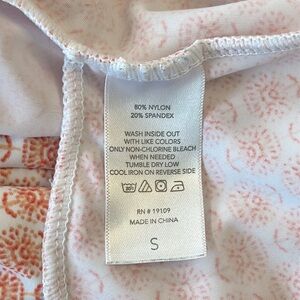 80% NYLON
20% SPANDEX
WASH INSIDE OUT
WITH LIKE COLORS
ONLY NON-CHLORINE BLEACH
WHEN NEEDED
TUMBLE DRY LOW
COOL IRON ON REVERSE SIDE
RN # 19109
MADE IN CHINA
S